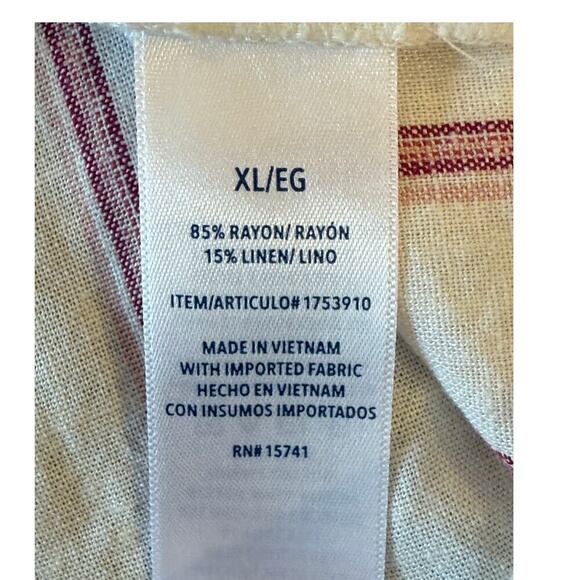 XL/EG
85% RAYON/ RAYÓN
15% LINEN/ LINO
ITEM/ARTICULO# 1753910
MADE IN VIETNAM
WITH IMPORTED FABRIC
HECHO EN VIETNAM
CON INSUMOS IMPORTADOS
RN# 15741